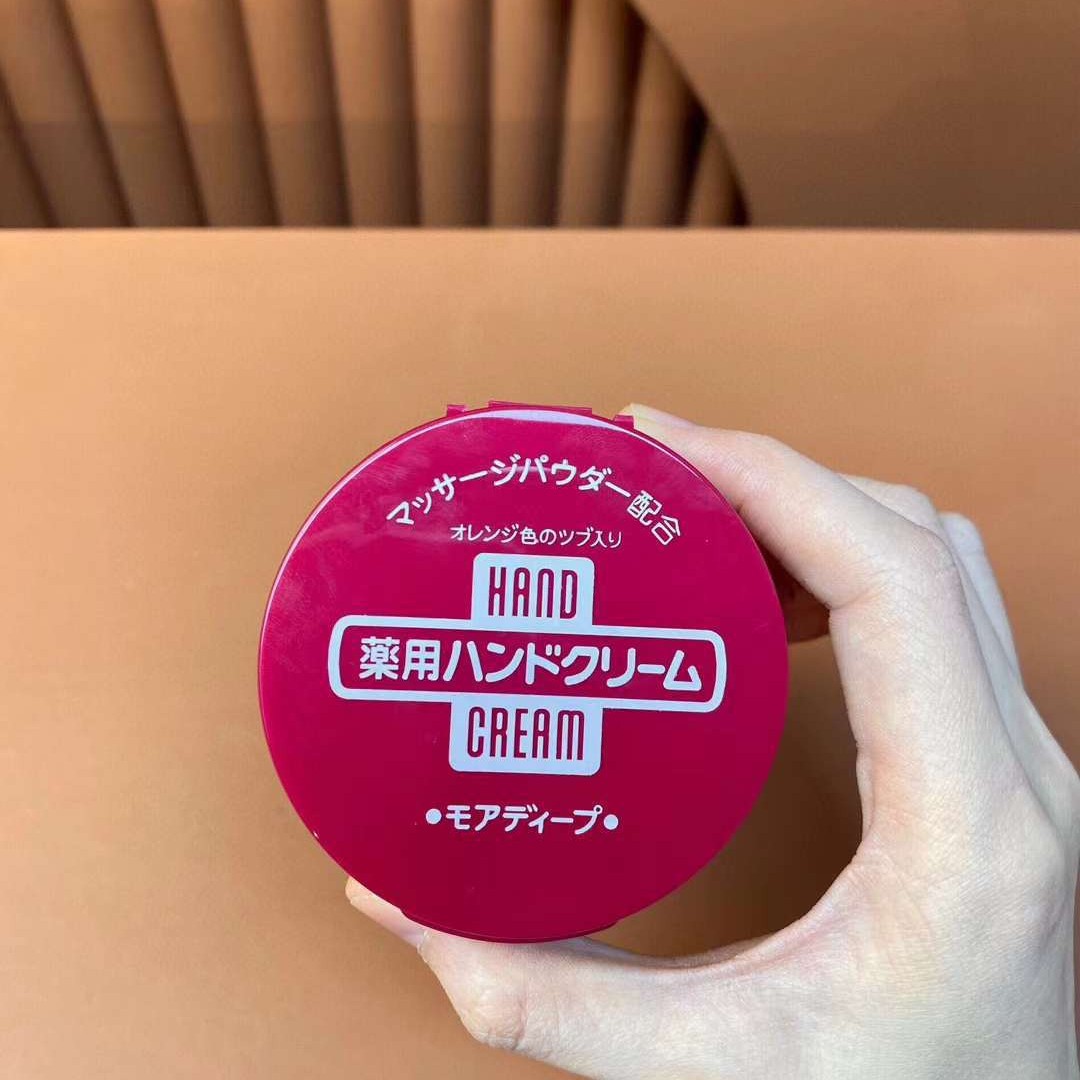 マッサージパウダー配合
オレンジ色のツブ入り
HAND
薬用ハンドクリーム
CREAM
•モアディープ•